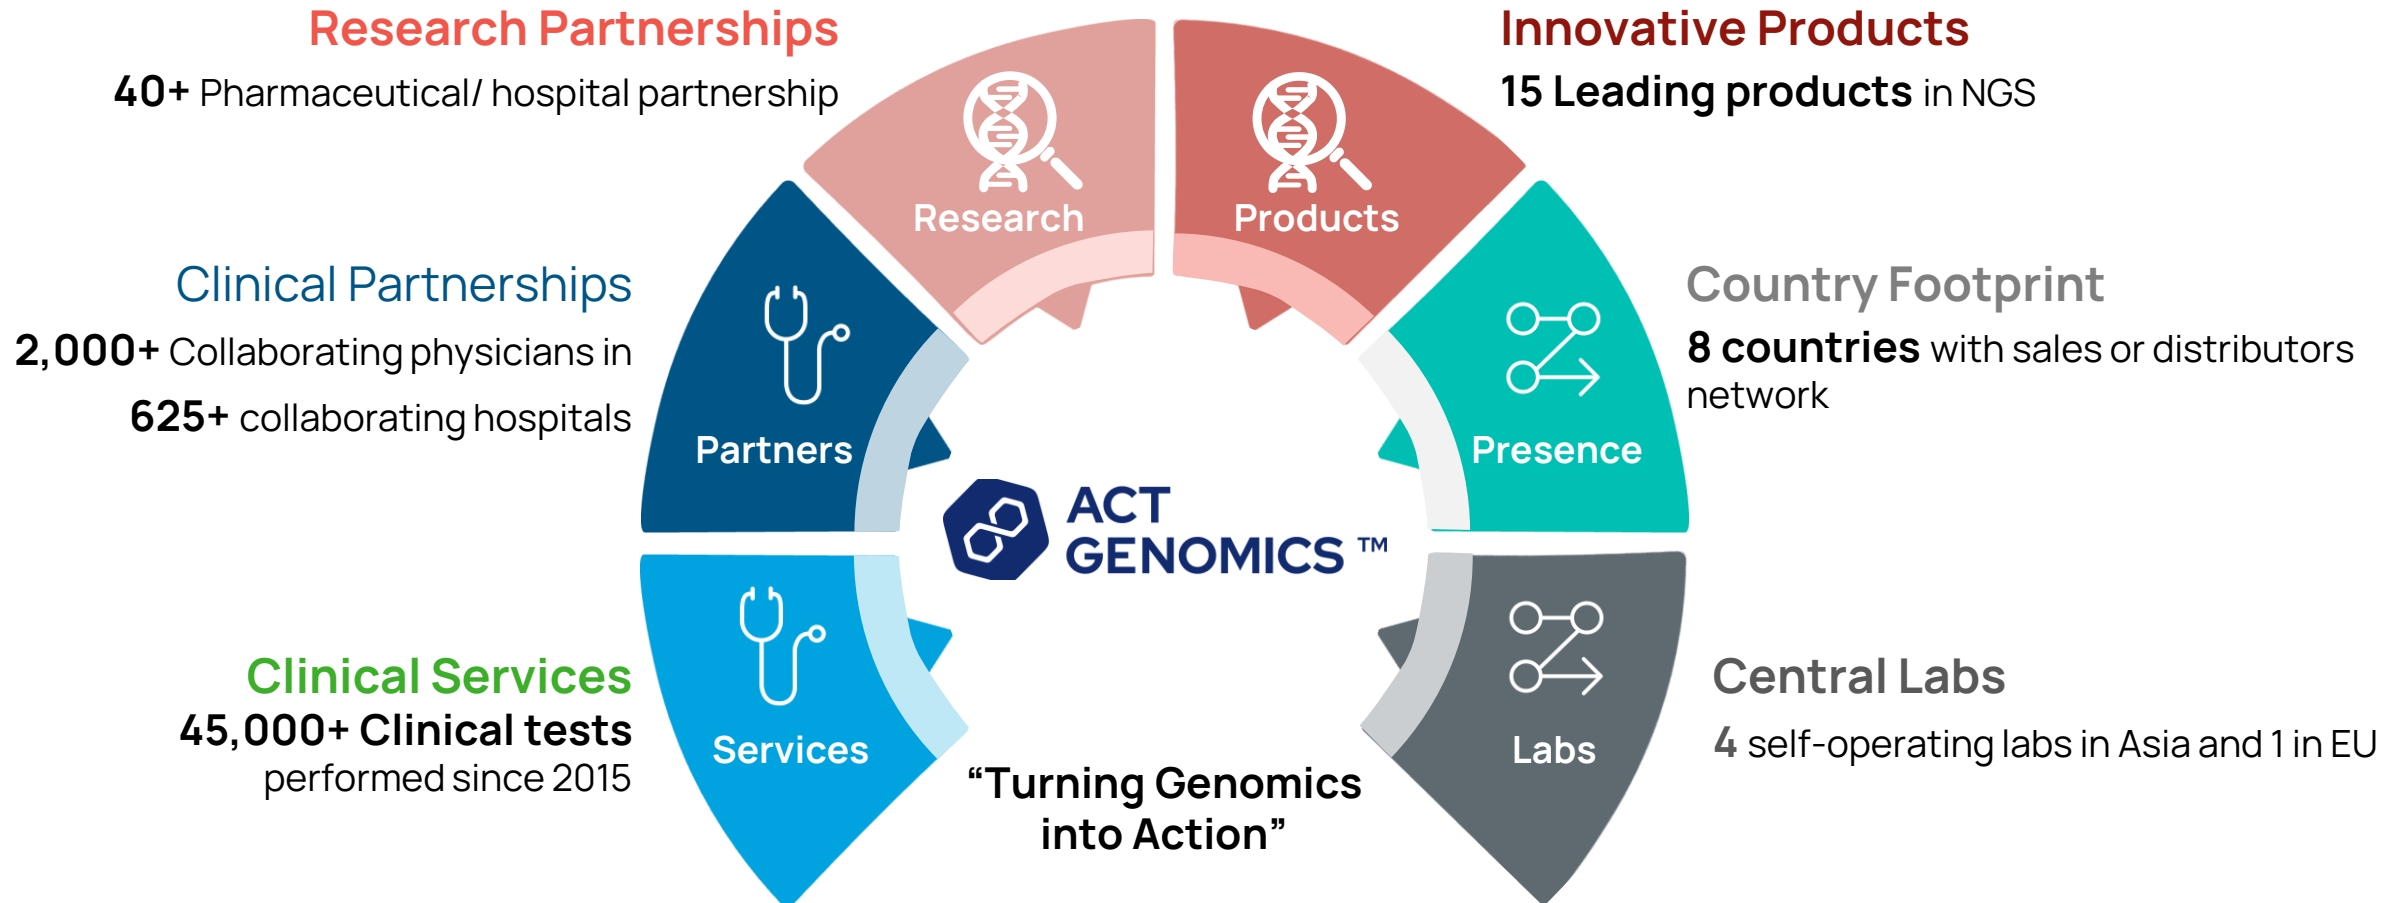 Research Partnerships
40+ Pharmaceutical/ hospital partnership
Innovative Products
15 Leading products in NGS
Research
Products
Clinical Partnerships
2,000+ Collaborating physicians in
625+ collaborating hospitals
Country Footprint
8 countries with sales or distributors
network
Partners
Presence
ACT
GENOMICS ™
Clinical Services
45,000+ Clinical tests
performed since 2015
Services
Labs
Central Labs
4 self-operating labs in Asia and 1 in EU
“Turning Genomics
into Action”